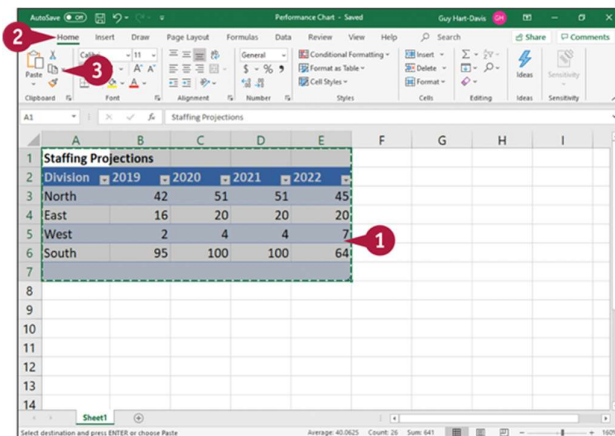 AutoSave Off Performance Chart - Saved Guy Hart-Davis GH
2 Home Insert Draw Page Layout Formulas Data Review View Help Search Share Comments
3
Paste 11 A A General $ % 9 Conditional Formatting Format as Table Cell Styles Insert Delete Format Ideas Sensitivity
Clipboard Font Alignment Number Styles Cells Editing Ideas Sensitivity
A1 fx Staffing Projections
A B C D E F G H I
1 Staffing Projections
2 Division 2019 2020 2021 2022
3 North 42 51 51 45
4 East 16 20 20 20
5 West 2 4 4 7 1
6 South 95 100 100 64
7
8
9
10
11
12
13
14
Sheet1
Select destination and press ENTER or choose Paste Average: 40.0625 Count: 26 Sum: 641